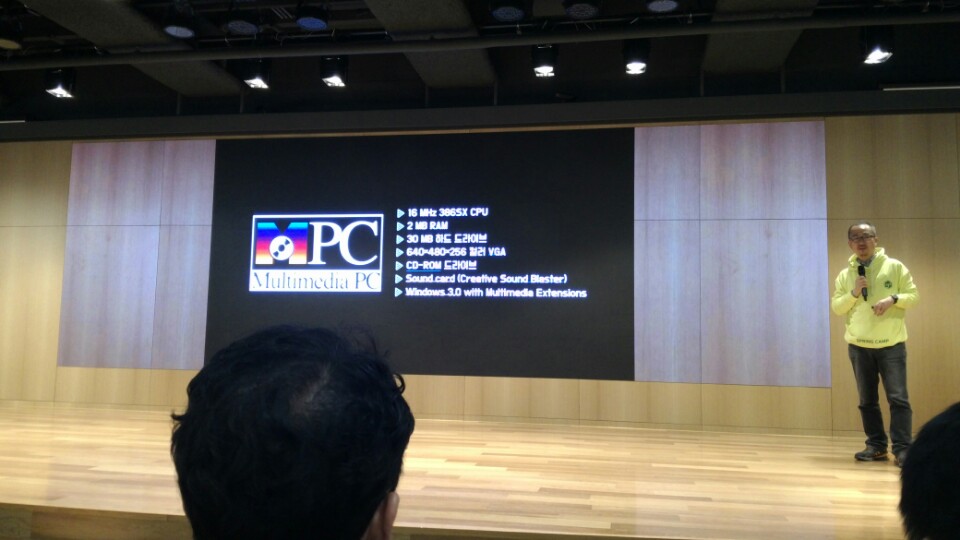 MPC
Multimedia PC
16 MHz 386SX CPU
2 MB RAM
30 MB 하드 드라이브
640*480*256 컬러 VGA
CD-ROM 드라이브
Sound card (Creative Sound Blaster)
Windows 3.0 with Multimedia Extensions